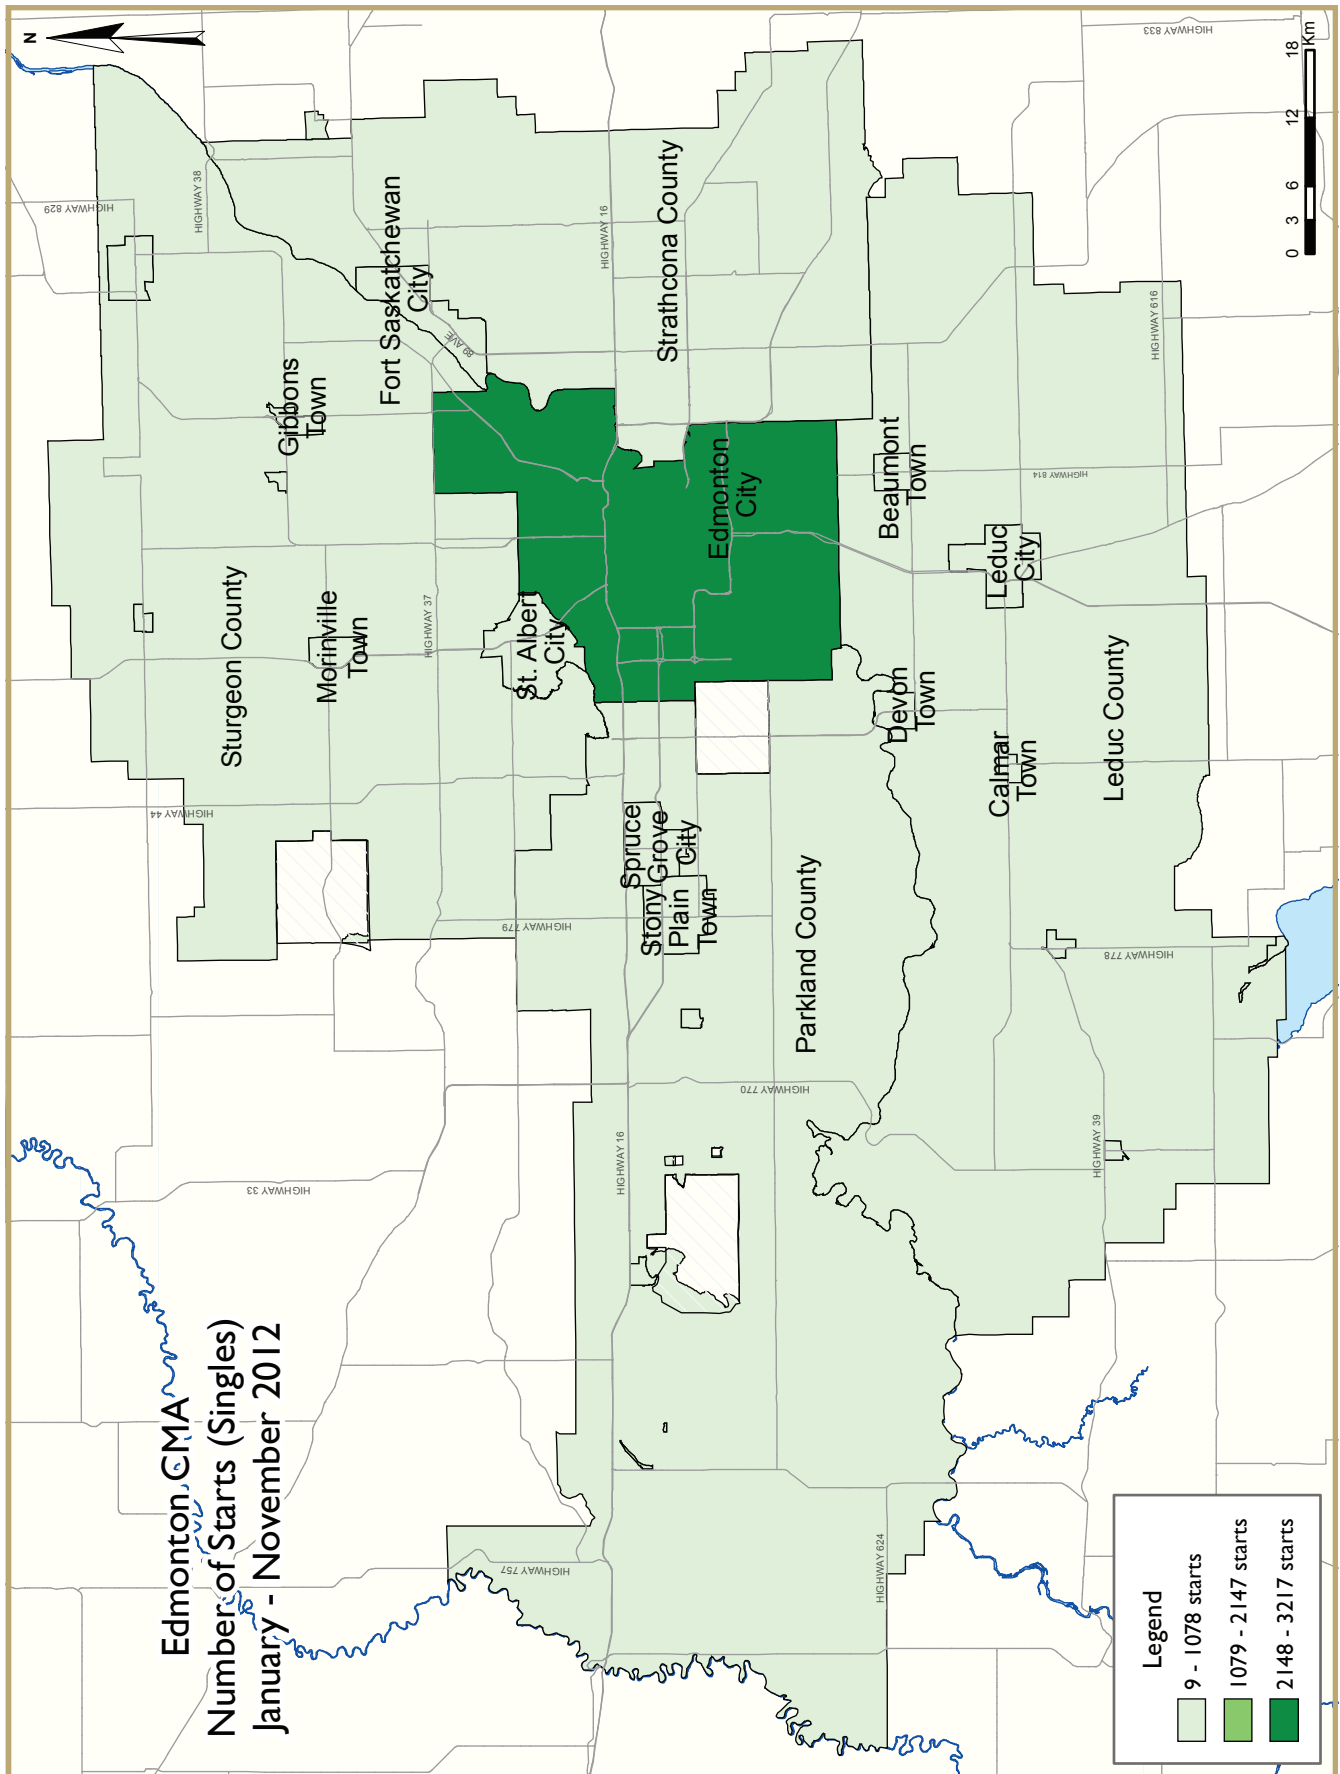 Edmonton CMA
Number of Starts (Singles)
January - November 2012
N
HIGHWAY 829
HIGHWAY 38
Gibbons
Town
Fort Saskatchewan
City
89 AVE
Sturgeon County
Morinville
Town
HIGHWAY 37
HIGHWAY 44
St. Albert
City
HIGHWAY 779
HIGHWAY 33
HIGHWAY 757
HIGHWAY 16
HIGHWAY 16
Strathcona County
Edmonton
City
Spruce
Grove
City
Stony
Plain
Town
Parkland County
HIGHWAY 770
HIGHWAY 624
Beaumont
Town
HIGHWAY 814
Leduc
City
Devon
Town
Calmar
Town
Leduc County
HIGHWAY 616
HIGHWAY 833
HIGHWAY 778
HIGHWAY 39
Legend
9 - 1078 starts
1079 - 2147 starts
2148 - 3217 starts
0 3 6 12 18
Km